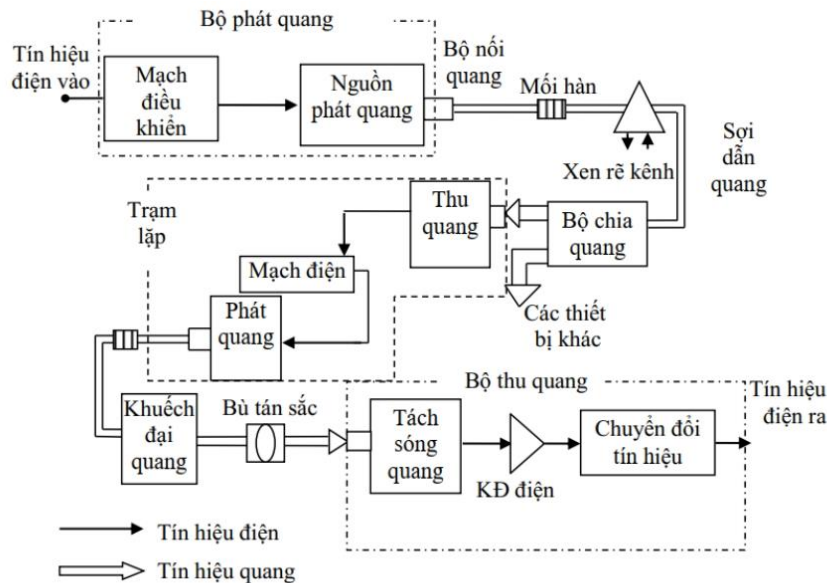 Bộ phát quang
Tín hiệu
điện vào
Mạch
điều
khiển
Nguồn
phát quang
Bộ nối
quang
Mối hàn
Xen rẽ kênh
Sợi
dẫn
quang
Trạm
lặp
Thu
quang
Bộ chia
quang
Mạch điện
Phát
quang
Các thiết
bị khác
Khuếch
đại
quang
Bù tán sắc
Bộ thu quang
Tách
sóng
quang
KĐ điện
Chuyển đổi
tín hiệu
Tín hiệu
điện ra
Tín hiệu điện
Tín hiệu quang